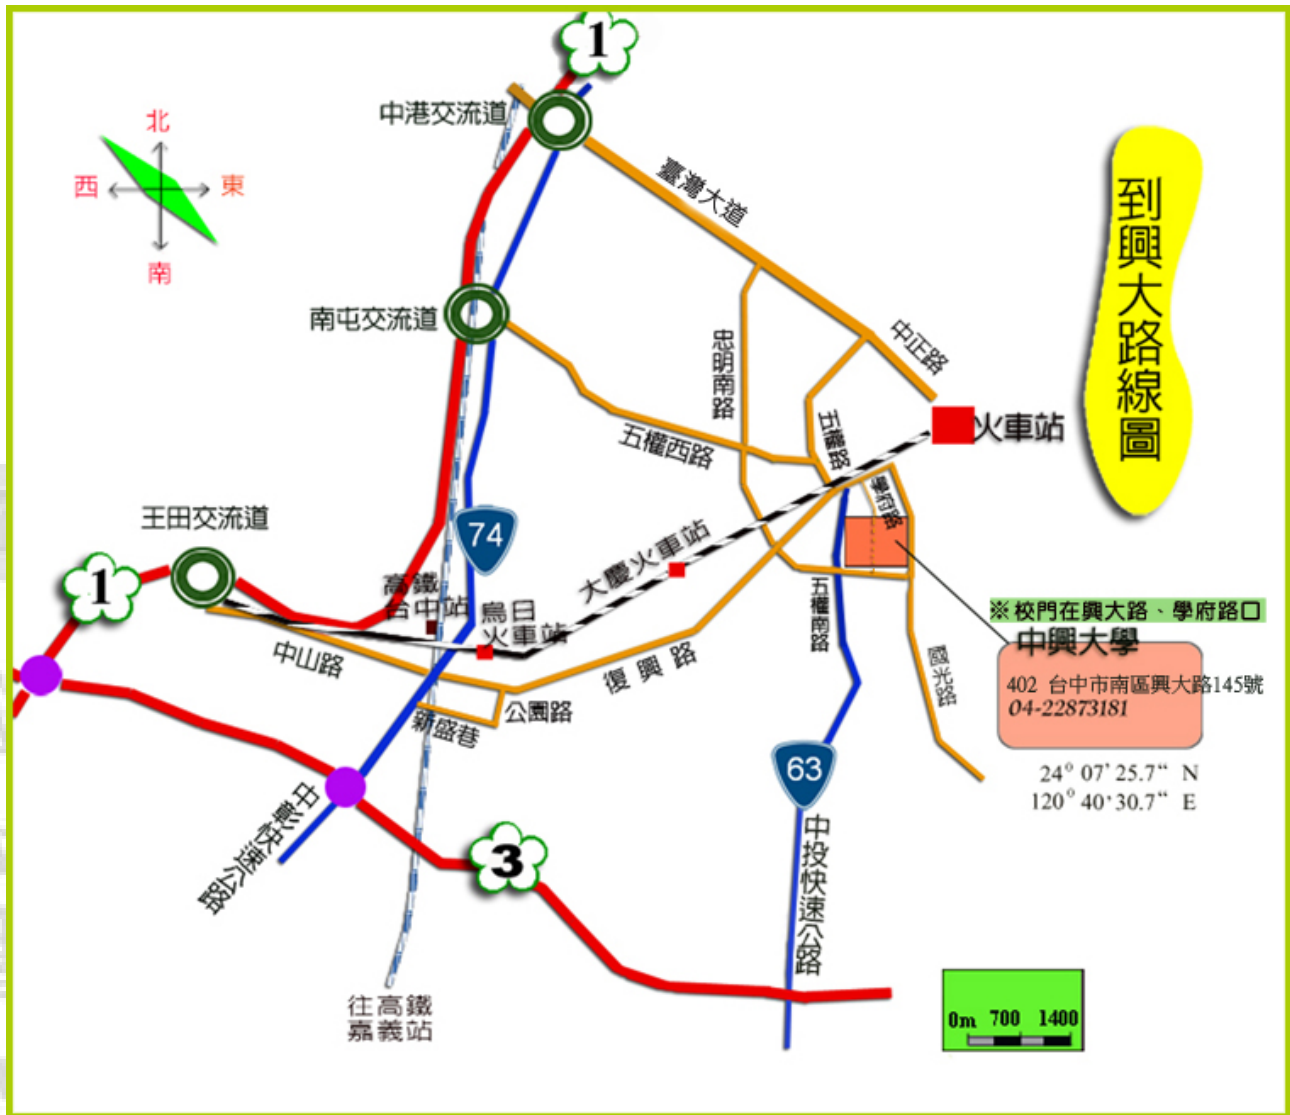 1
中港交流道
北
西
東
南
臺灣大道
到興大路線圖
南屯交流道
忠明南路
中正路
五權西路
五權路
火車站
學府路
王田交流道
74
大慶火車站
1
高鐵
台中站
烏日
火車站
五權南路
※校門在興大路、學府路口
中興大學
402 台中市南區興大路145號
04-22873181
中山路
復興路
國光路
公園路
新盛巷
63
24° 07' 25.7“ N
120° 40' 30.7“ E
中彰快速公路
3
中投快速公路
往高鐵
嘉義站
0m 700 1400